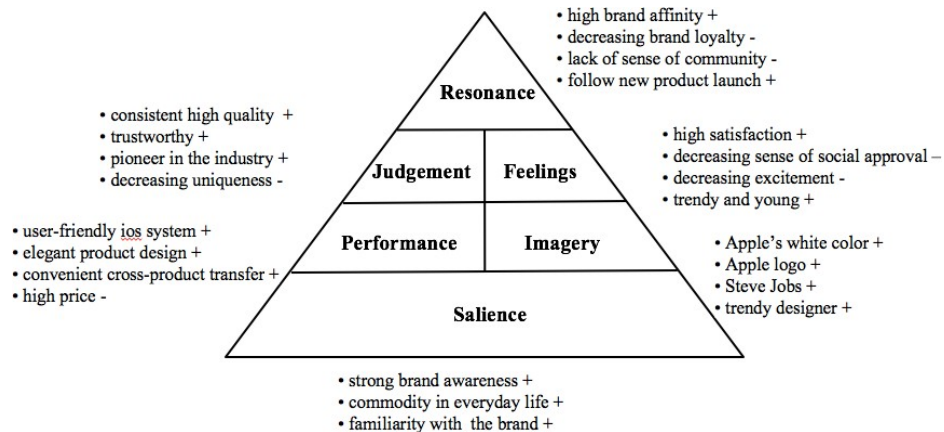 • high brand affinity +
• decreasing brand loyalty -
• lack of sense of community -
• follow new product launch +
Resonance
• consistent high quality +
• trustworthy +
• pioneer in the industry +
• decreasing uniqueness -
Judgement
Feelings
• high satisfaction +
• decreasing sense of social approval –
• decreasing excitement -
• trendy and young +
• user-friendly ios system +
• elegant product design +
• convenient cross-product transfer +
• high price -
Performance
Imagery
• Apple's white color +
• Apple logo +
• Steve Jobs +
• trendy designer +
Salience
• strong brand awareness +
• commodity in everyday life +
• familiarity with the brand +